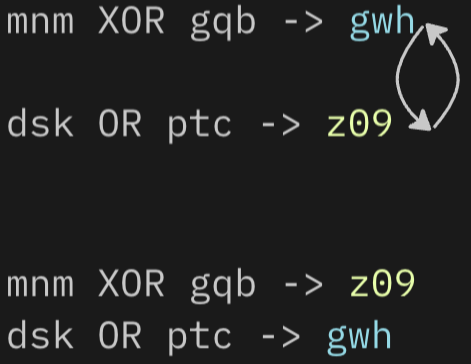 mnm XOR gqb -> gwh
dsk OR ptc -> z09
mnm XOR gqb -> z09
dsk OR ptc -> gwh